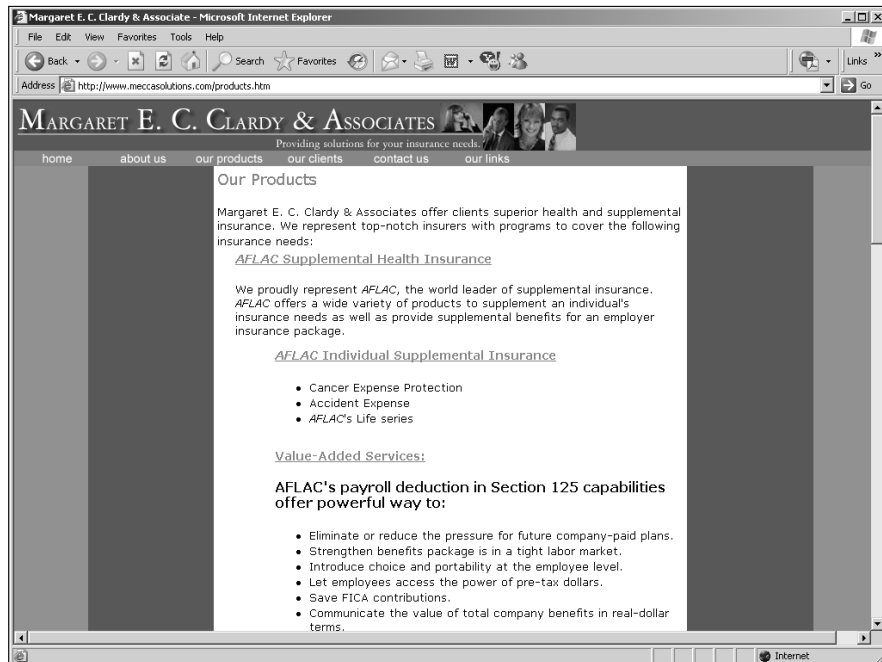 Margaret E. C. Clardy & Associate - Microsoft Internet Explorer
File Edit View Favorites Tools Help
Back Search Favorites Links »
Address http://www.meccasolutions.com/products.htm Go
MARGARET E. C. CLARDY & ASSOCIATES
Providing solutions for your insurance needs.
home about us our products our clients contact us our links
Our Products
Margaret E. C. Clardy & Associates offer clients superior health and supplemental
insurance. We represent top-notch insurers with programs to cover the following
insurance needs:
AFLAC Supplemental Health Insurance
We proudly represent AFLAC, the world leader of supplemental insurance.
AFLAC offers a wide variety of products to supplement an individual's
insurance needs as well as provide supplemental benefits for an employer
insurance package.
AFLAC Individual Supplemental Insurance
• Cancer Expense Protection
• Accident Expense
• AFLAC's Life series
Value-Added Services:
AFLAC's payroll deduction in Section 125 capabilities
offer powerful way to:
• Eliminate or reduce the pressure for future company-paid plans.
• Strengthen benefits package is in a tight labor market.
• Introduce choice and portability at the employee level.
• Let employees access the power of pre-tax dollars.
• Save FICA contributions.
• Communicate the value of total company benefits in real-dollar
terms.
Internet